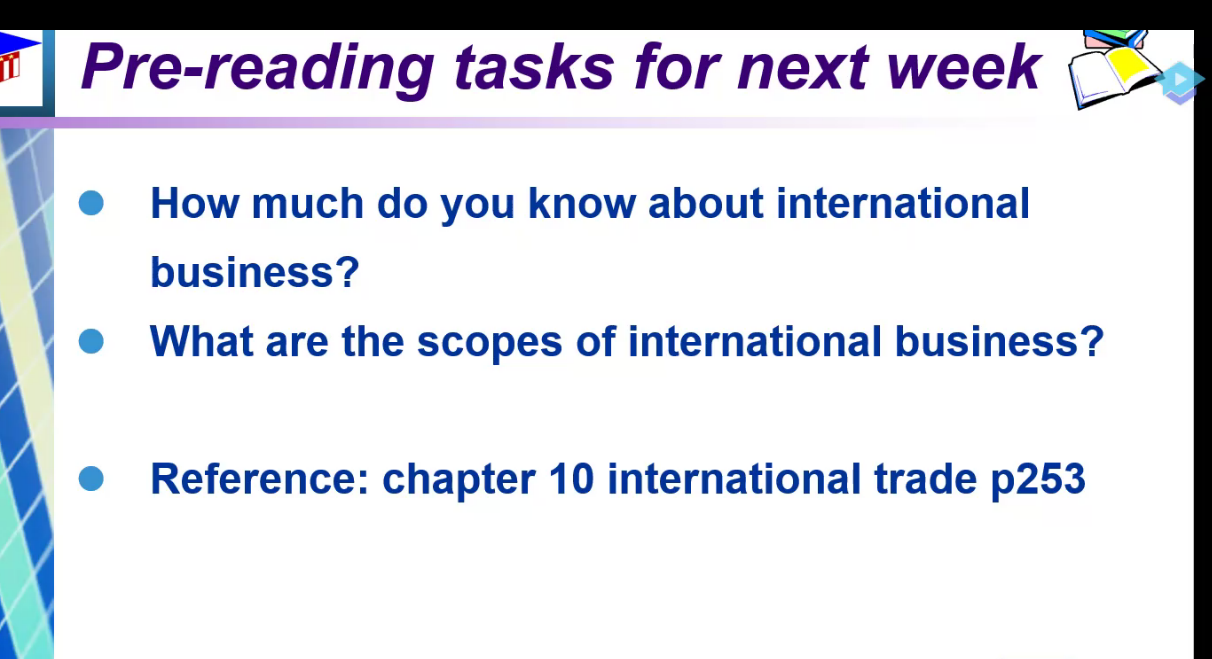 Pre-reading tasks for next week
How much do you know about international
business?
What are the scopes of international business?
Reference: chapter 10 international trade p253